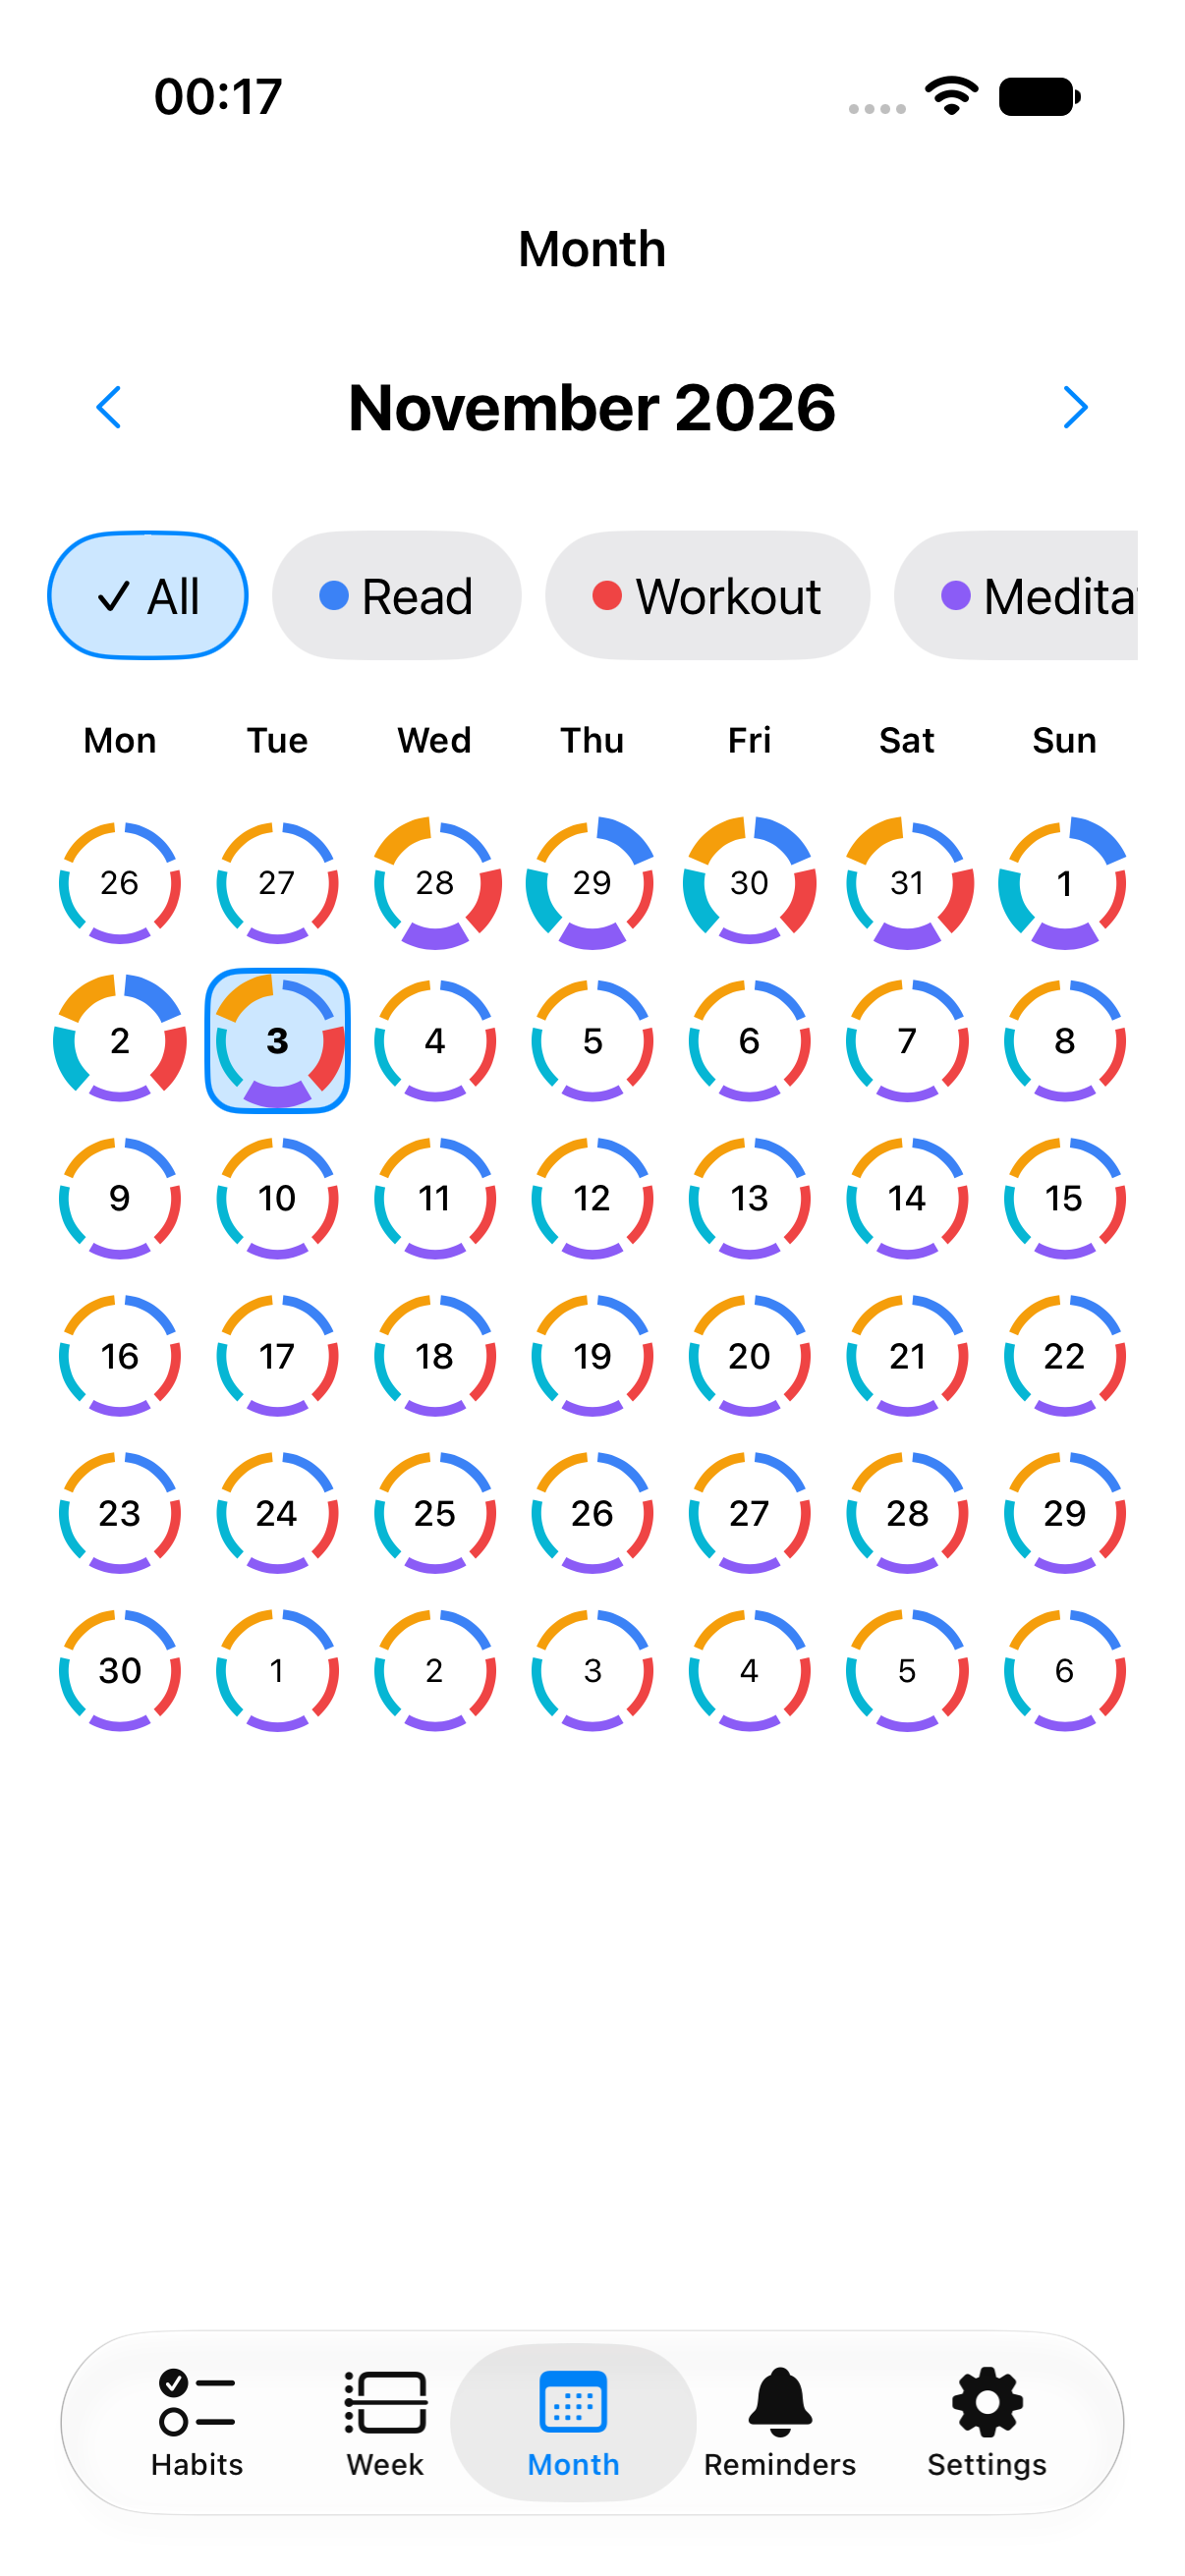 00:17
Month
November 2026
All Read Workout Medita
Mon Tue Wed Thu Fri Sat Sun
26 27 28 29 30 31 1
2 3 4 5 6 7 8
9 10 11 12 13 14 15
16 17 18 19 20 21 22
23 24 25 26 27 28 29
30 1 2 3 4 5 6
Habits Week Month Reminders Settings